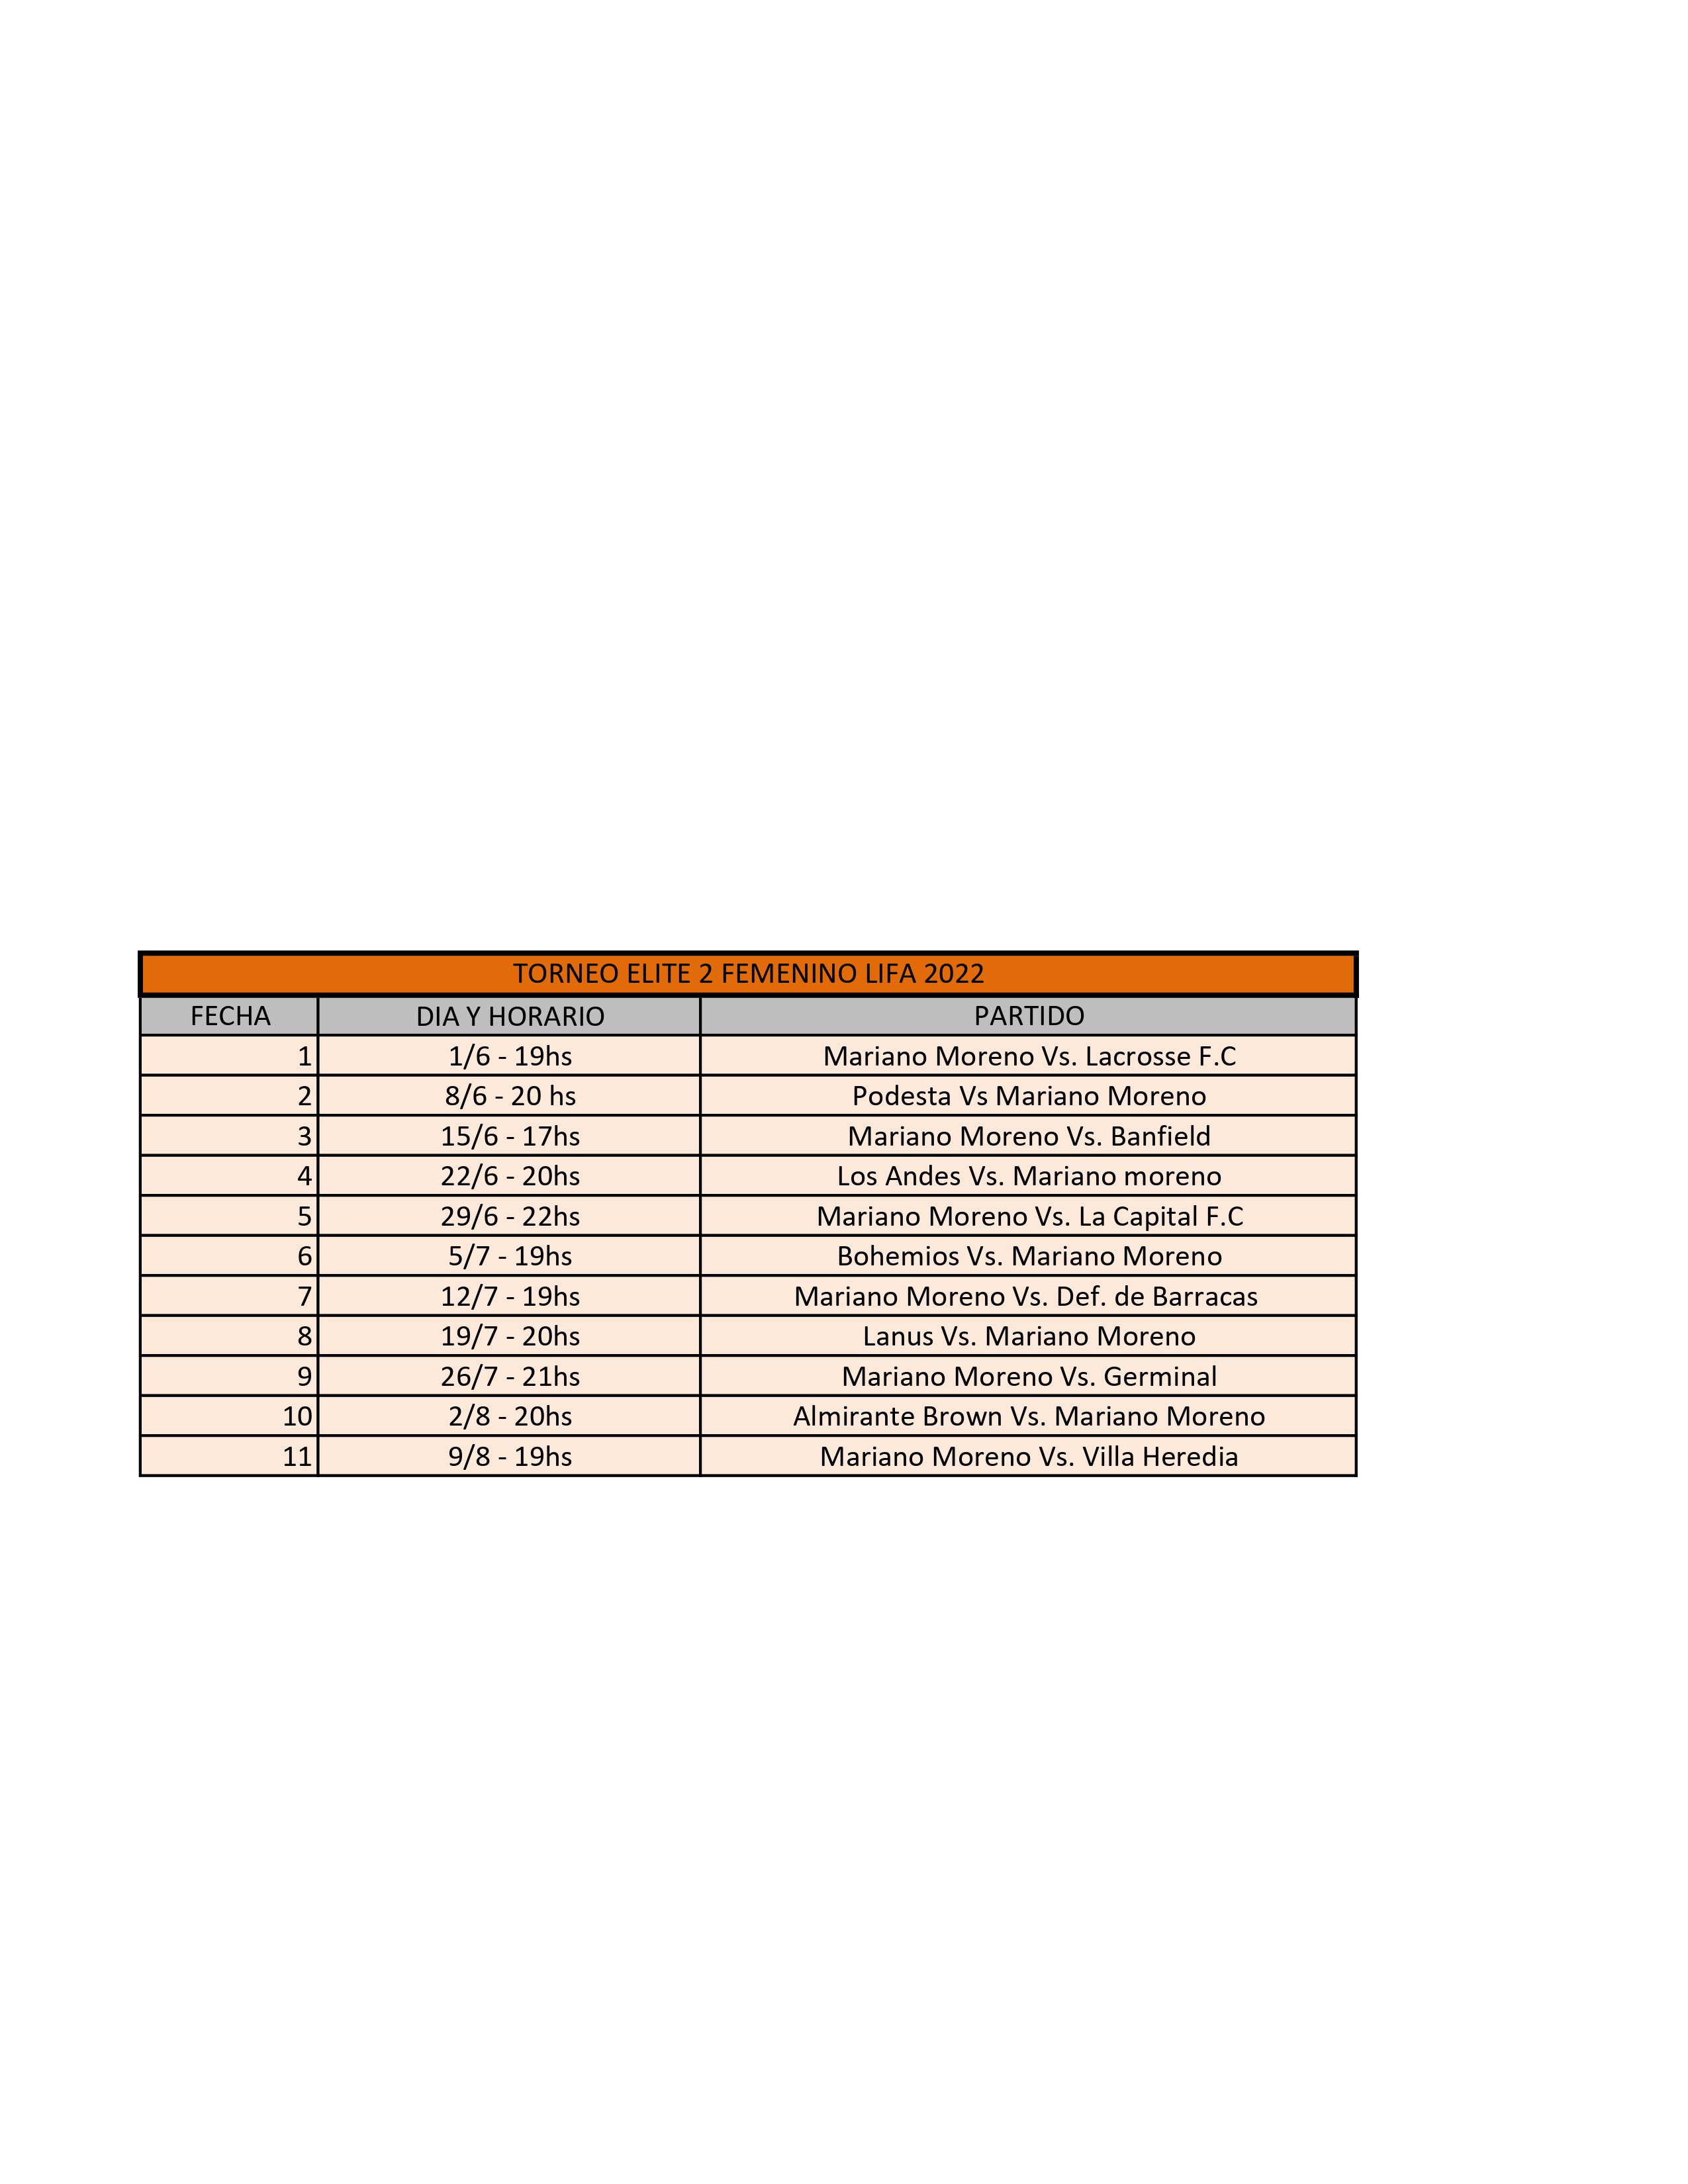 TORNEO ELITE 2 FEMENINO LIFA 2022
FECHA DIA Y HORARIO PARTIDO
1 1/6 - 19hs Mariano Moreno Vs. Lacrosse F.C
2 8/6 - 20 hs Podesta Vs Mariano Moreno
3 15/6 - 17hs Mariano Moreno Vs. Banfield
4 22/6 - 20hs Los Andes Vs. Mariano moreno
5 29/6 - 22hs Mariano Moreno Vs. La Capital F.C
6 5/7 - 19hs Bohemios Vs. Mariano Moreno
7 12/7 - 19hs Mariano Moreno Vs. Def. de Barracas
8 19/7 - 20hs Lanus Vs. Mariano Moreno
9 26/7 - 21hs Mariano Moreno Vs. Germinal
10 2/8 - 20hs Almirante Brown Vs. Mariano Moreno
11 9/8 - 19hs Mariano Moreno Vs. Villa Heredia